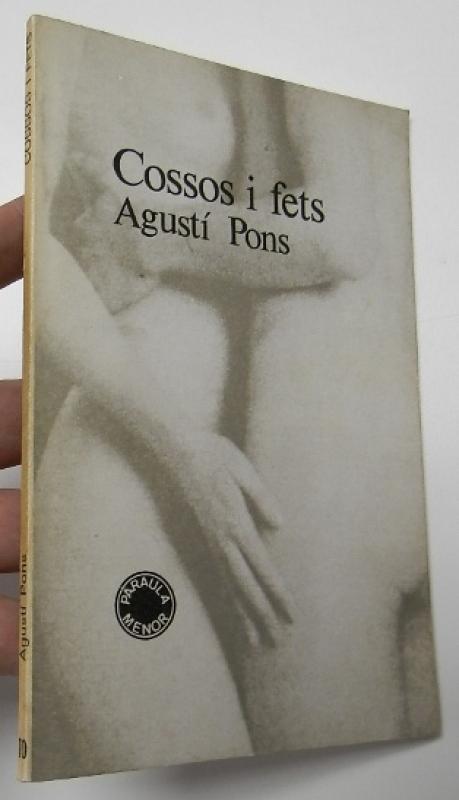 Cossos i fets
Agustí Pons
PARAULA
MENOR
COSSOS I FETS
Agustí Pons
10